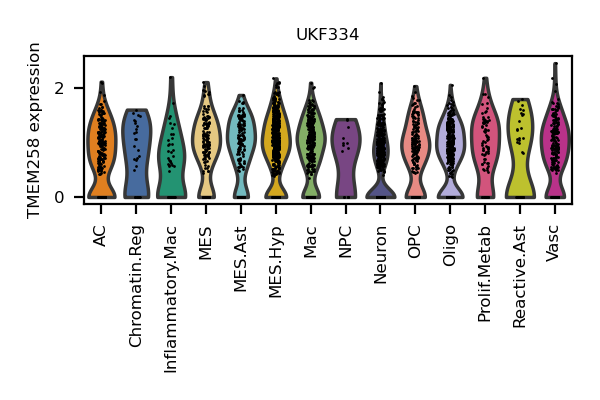 UKF334
TMEM258 expression
2
0
AC
Chromatin.Reg
Inflammatory.Mac
MES
MES.Ast
MES.Hyp
Mac
NPC
Neuron
OPC
Oligo
Prolif.Metab
Reactive.Ast
Vasc